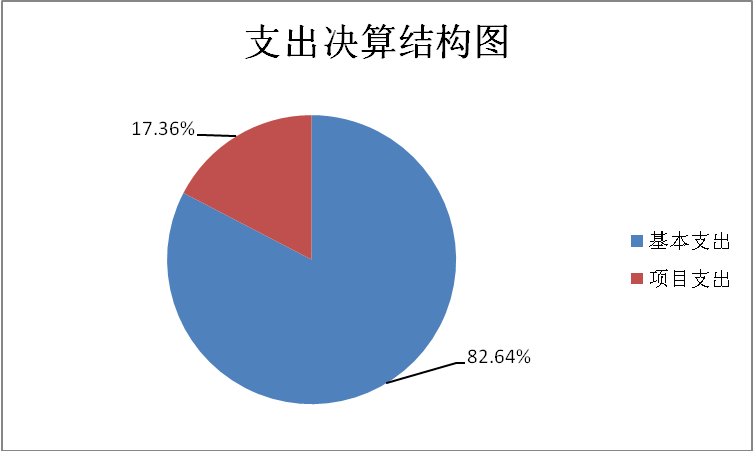 支出决算结构图
17.36%
基本支出
项目支出
82.64%